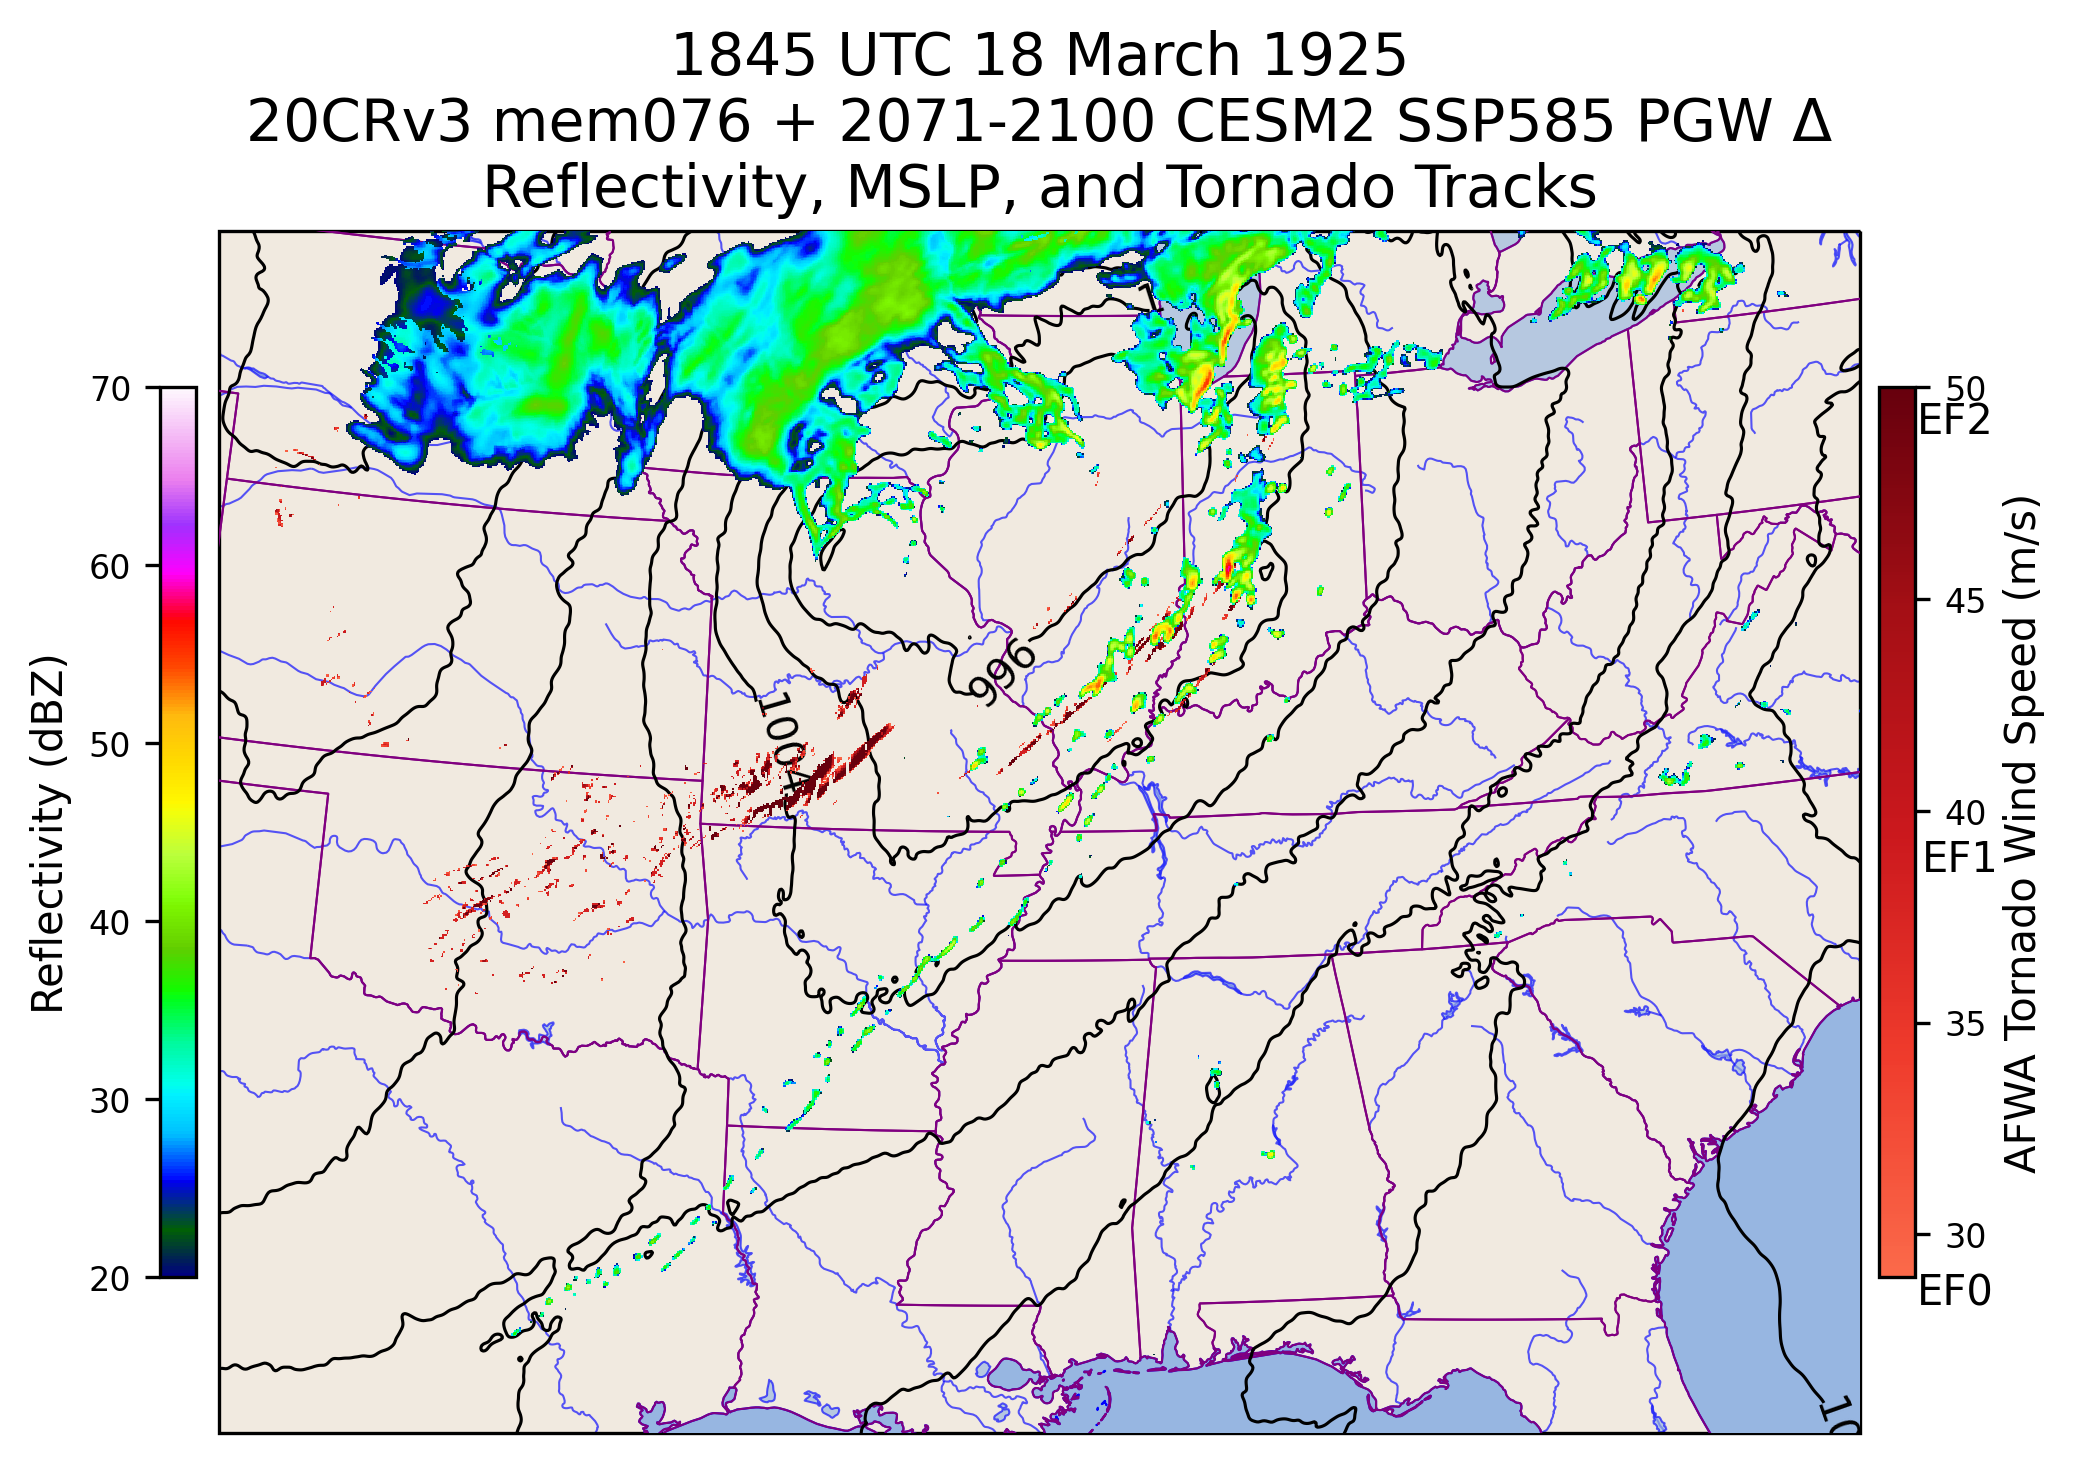 1845 UTC 18 March 1925
20CRv3 mem076 + 2071-2100 CESM2 SSP585 PGW Δ
Reflectivity, MSLP, and Tornado Tracks
70
60
50
40
30
20
Reflectivity (dBZ)
996
1004
10
50
EF2
45
40
EF1
35
30
EF0
AFWA Tornado Wind Speed (m/s)